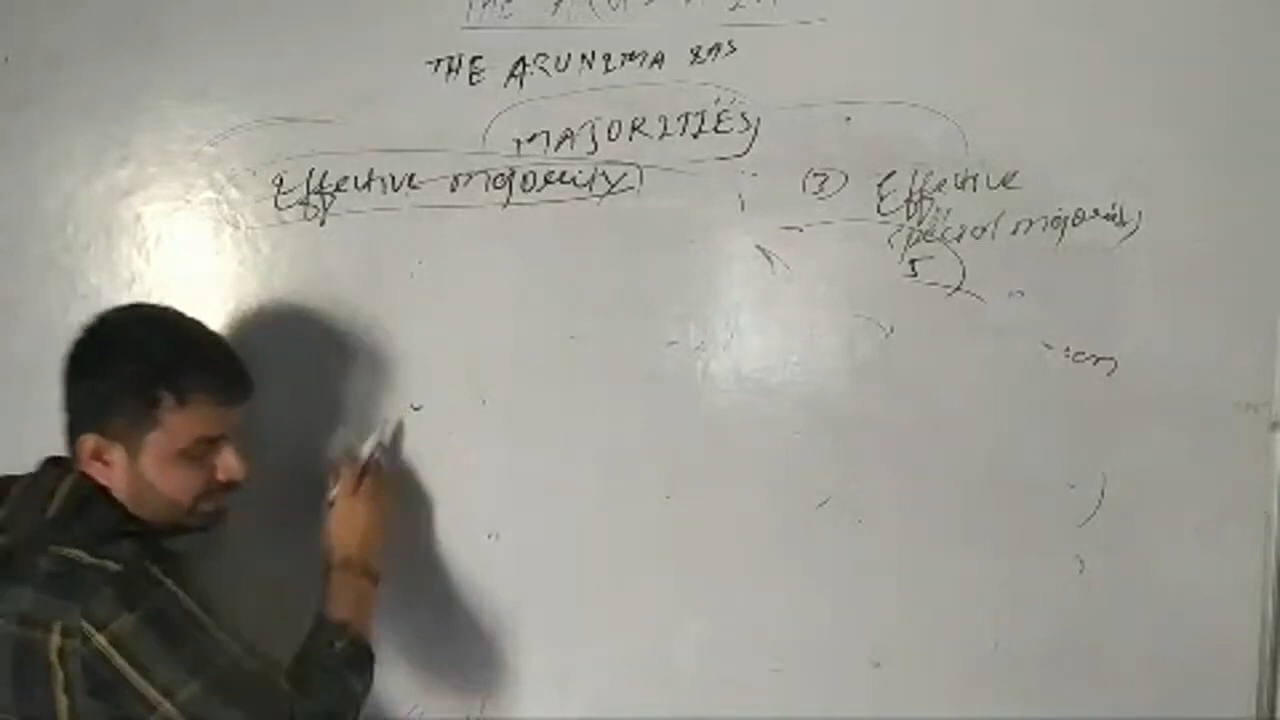 THE ARUNIMA IAS
MAJORITIES
Effective majority
(3) Effective
special majority